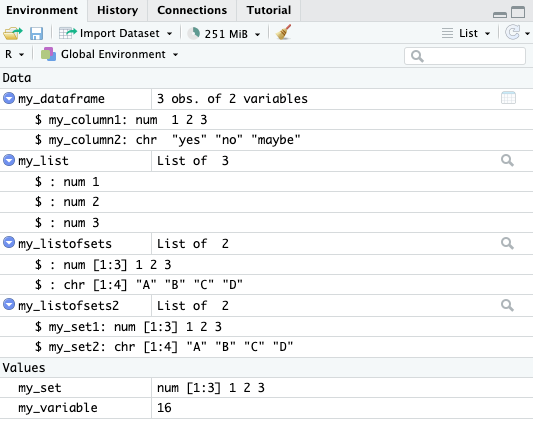 Environment History Connections Tutorial
Import Dataset 251 MiB List
R Global Environment
Data
my_dataframe 3 obs. of 2 variables
$ my_column1: num 1 2 3
$ my_column2: chr "yes" "no" "maybe"
my_list List of 3
$ : num 1
$ : num 2
$ : num 3
my_listofsets List of 2
$ : num [1:3] 1 2 3
$ : chr [1:4] "A" "B" "C" "D"
my_listofsets2 List of 2
$ my_set1: num [1:3] 1 2 3
$ my_set2: chr [1:4] "A" "B" "C" "D"
Values
my_set num [1:3] 1 2 3
my_variable 16